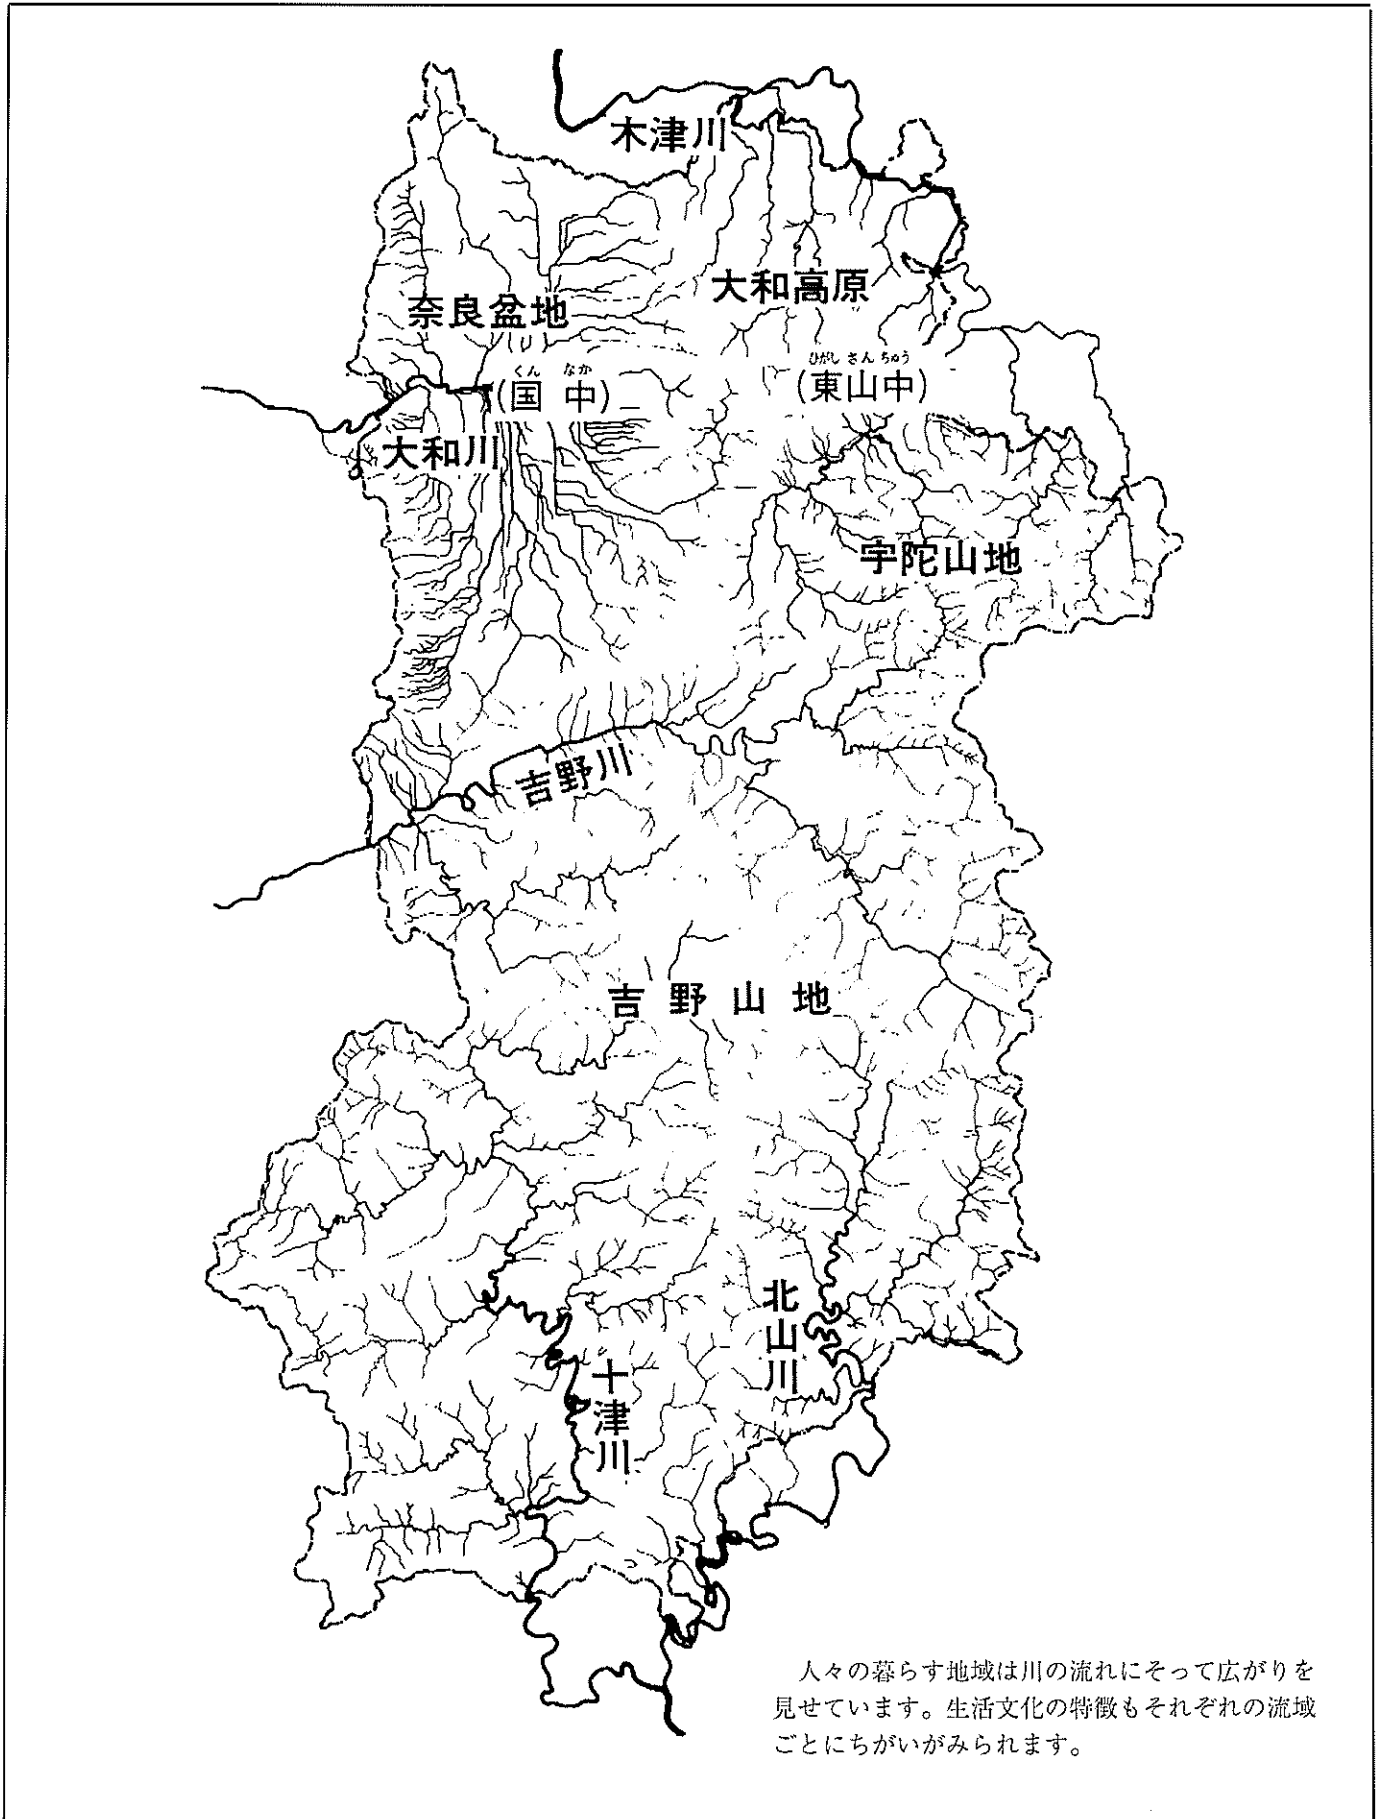 木津川
大和高原
奈良盆地
ひがし さん ちゅう
(東山中)
くん なか
(国 中)
大和川
宇陀山地
吉野川
吉野山地
北山川
十津川
人々の暮らす地域は川の流れにそって広がりを
見せています。生活文化の特徴もそれぞれの流域
ごとにちがいがみられます。